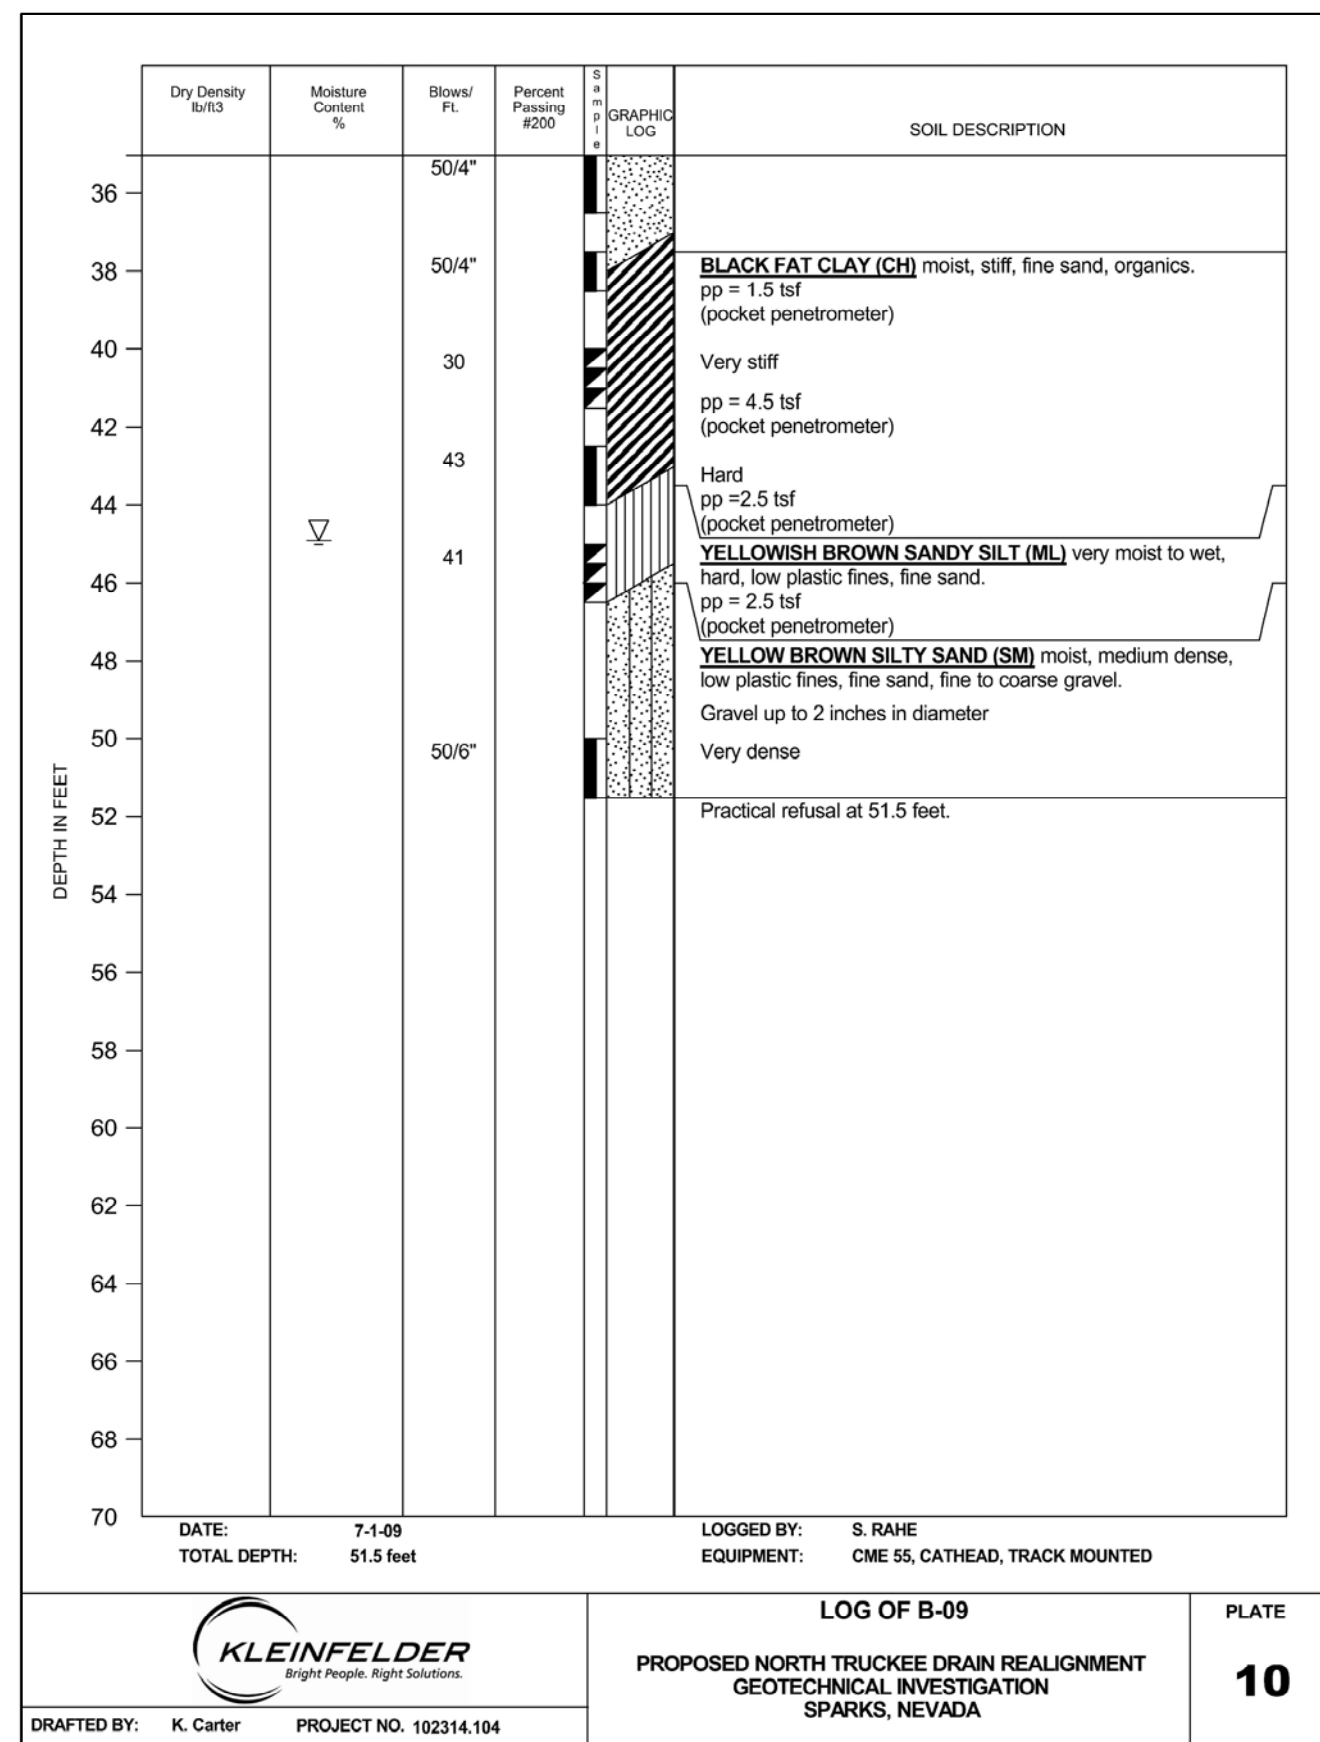 Dry Density
lb/ft3
Moisture
Content
%
Blows/
Ft.
Percent
Passing
#200
Sample
GRAPHIC
LOG
SOIL DESCRIPTION
50/4"
36
38
50/4"
BLACK FAT CLAY (CH) moist, stiff, fine sand, organics.
pp = 1.5 tsf
(pocket penetrometer)
40
30
Very stiff
pp = 4.5 tsf
(pocket penetrometer)
42
43
Hard
pp =2.5 tsf
(pocket penetrometer)
44
41
YELLOWISH BROWN SANDY SILT (ML) very moist to wet,
hard, low plastic fines, fine sand.
pp = 2.5 tsf
(pocket penetrometer)
46
48
YELLOW BROWN SILTY SAND (SM) moist, medium dense,
low plastic fines, fine sand, fine to coarse gravel.
Gravel up to 2 inches in diameter
50
50/6"
Very dense
52
Practical refusal at 51.5 feet.
54
56
58
60
62
64
66
68
70
DEPTH IN FEET
DATE: 7-1-09
TOTAL DEPTH: 51.5 feet
LOGGED BY: S. RAHE
EQUIPMENT: CME 55, CATHEAD, TRACK MOUNTED
KLEINFELDER
Bright People. Right Solutions.
DRAFTED BY: K. Carter PROJECT NO. 102314.104
LOG OF B-09
PROPOSED NORTH TRUCKEE DRAIN REALIGNMENT
GEOTECHNICAL INVESTIGATION
SPARKS, NEVADA
PLATE
10